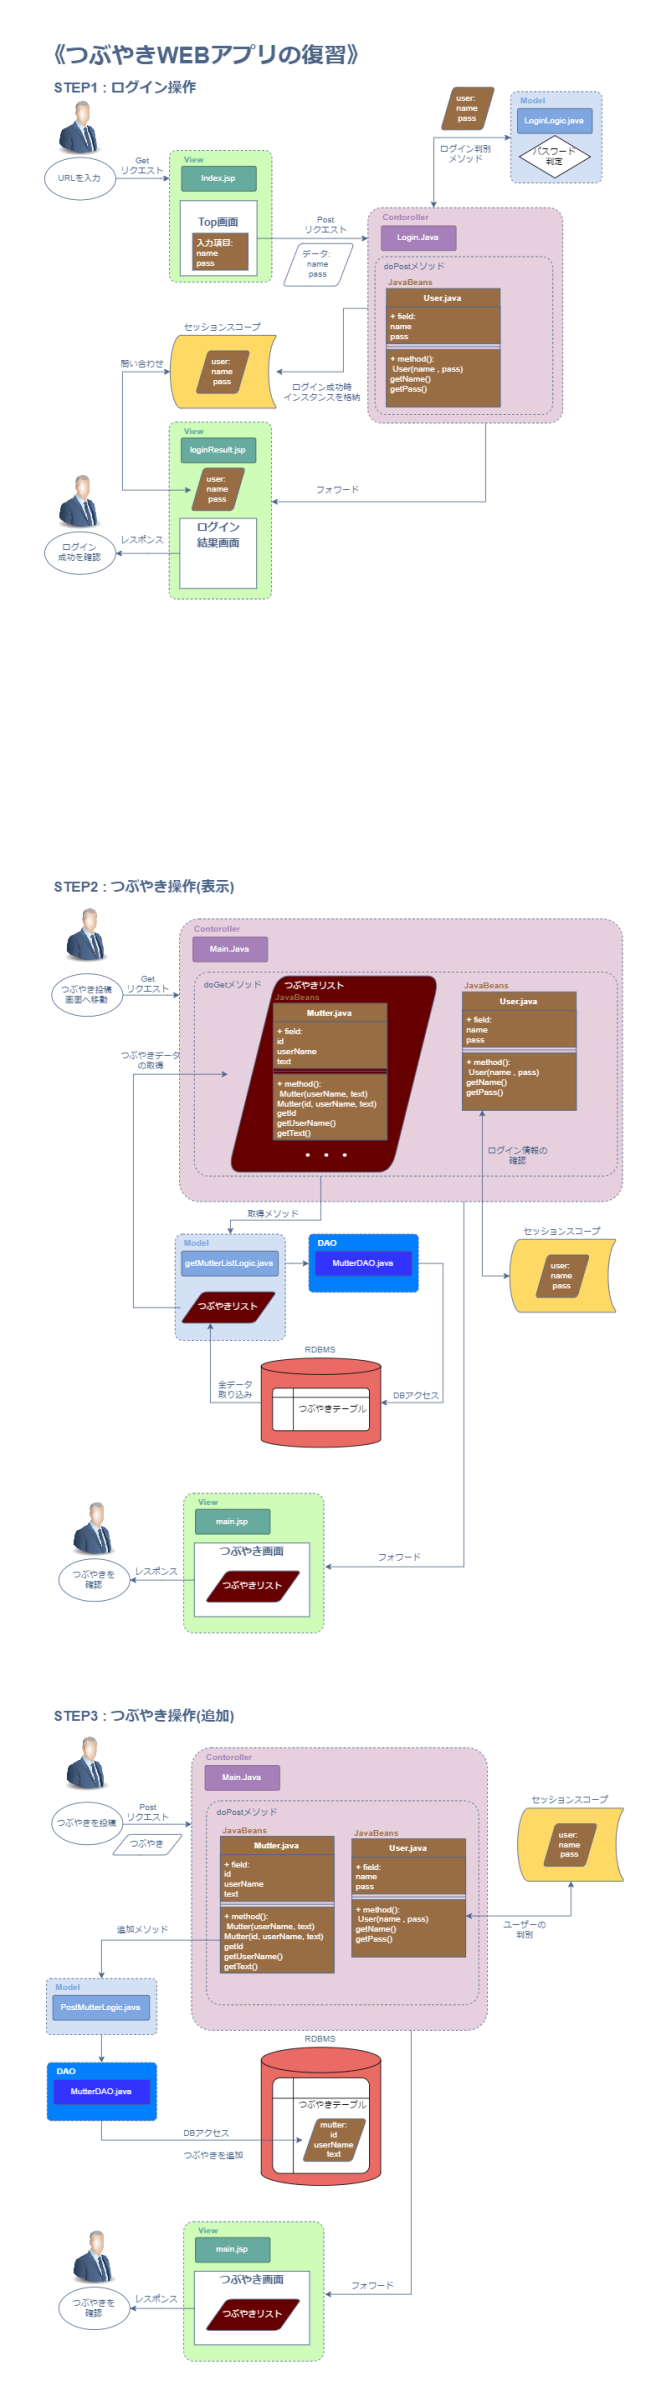 《つぶやきWEBアプリの復習》
STEP1 : ログイン操作
URLを入力
Get
リクエスト
View
Index.jsp
Top画面
入力項目:
name
pass
Post
リクエスト
データ:
name
pass
user:
name
pass
ログイン判別
メソッド
Model
LoginLogic.java
パスワード
判定
Contoroller
Login.Java
doPostメソッド
JavaBeans
User.java
+ field:
name
pass
+ method():
User(name , pass)
getName()
getPass()
セッションスコープ
user:
name
pass
問い合わせ
ログイン成功時
インスタンスを格納
View
loginResult.jsp
user:
name
pass
ログイン
結果画面
フォワード
レスポンス
ログイン
成功を確認
STEP2 : つぶやき操作(表示)
つぶやき投稿
画面へ移動
Get
リクエスト
Contoroller
Main.Java
doGetメソッド
つぶやきリスト
JavaBeans
Mutter.java
+ field:
id
userName
text
+ method():
Mutter(userName, text)
Mutter(id, userName, text)
getId
getUserName()
getText()
• • •
JavaBeans
User.java
+ field:
name
pass
+ method():
User(name , pass)
getName()
getPass()
つぶやきデータ
の取得
ログイン情報の
確認
取得メソッド
Model
getMutterListLogic.java
つぶやきリスト
DAO
MutterDAO.java
セッションスコープ
user:
name
pass
RDBMS
つぶやきテーブル
全データ
取り込み
DBアクセス
View
main.jsp
つぶやき画面
つぶやきリスト
フォワード
レスポンス
つぶやきを
確認
STEP3 : つぶやき操作(追加)
つぶやきを投稿
Post
リクエスト
つぶやき
Contoroller
Main.Java
doPostメソッド
JavaBeans
Mutter.java
+ field:
id
userName
text
+ method():
Mutter(userName, text)
Mutter(id, userName, text)
getId
getUserName()
getText()
JavaBeans
User.java
+ field:
name
pass
+ method():
User(name , pass)
getName()
getPass()
セッションスコープ
user:
name
pass
ユーザーの
判別
追加メソッド
Model
PostMutterLogic.java
DAO
MutterDAO.java
DBアクセス
つぶやきを追加
RDBMS
つぶやきテーブル
mutter:
id
userName
text
View
main.jsp
つぶやき画面
つぶやきリスト
フォワード
レスポンス
つぶやきを
確認